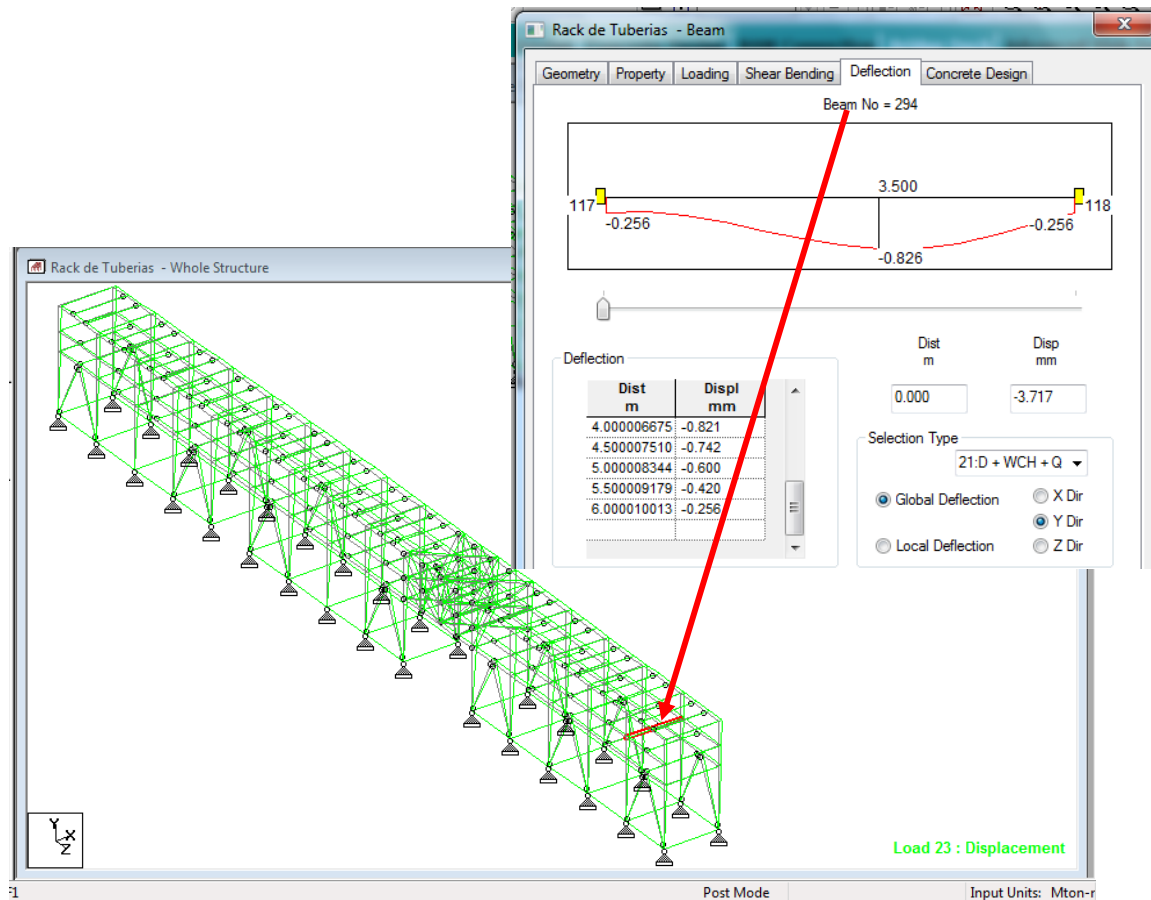 Rack de Tuberias - Beam
Geometry Property Loading Shear Bending Deflection Concrete Design
Beam No = 294
3.500
117 118
-0.256 -0.256
-0.826
Rack de Tuberias - Whole Structure
Deflection
Dist Displ
m mm
4.000006675 -0.821
4.500007510 -0.742
5.000008344 -0.600
5.500009179 -0.420
6.000010013 -0.256
Dist Disp
m mm
0.000 -3.717
Selection Type
21:D + WCH + Q
Global Deflection X Dir
Y Dir
Local Deflection Z Dir
Y
X
Z
Load 23 : Displacement
Post Mode Input Units: Mton-